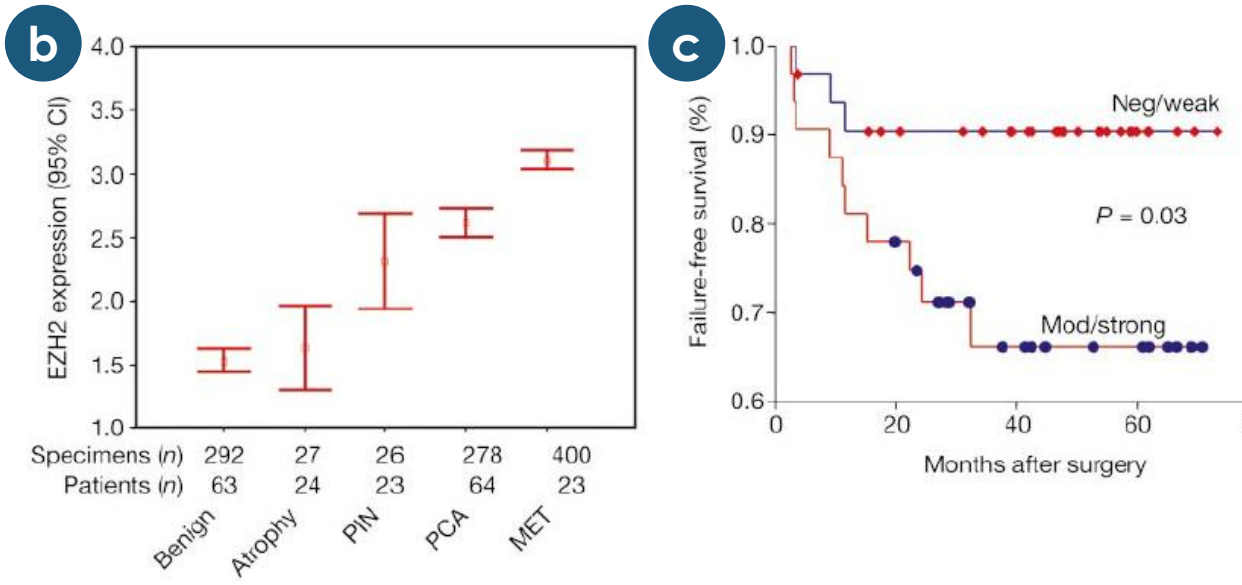 b
4.0
3.5
3.0
2.5
2.0
1.5
1.0
EZH2 expression (95% CI)
Specimens (n) 292 27 26 278 400
Patients (n) 63 24 23 64 23
Benign Atrophy PIN PCA MET
c
1.0
0.9
0.8
0.7
0.6
Failure-free survival (%)
Neg/weak
P = 0.03
Mod/strong
0 20 40 60
Months after surgery